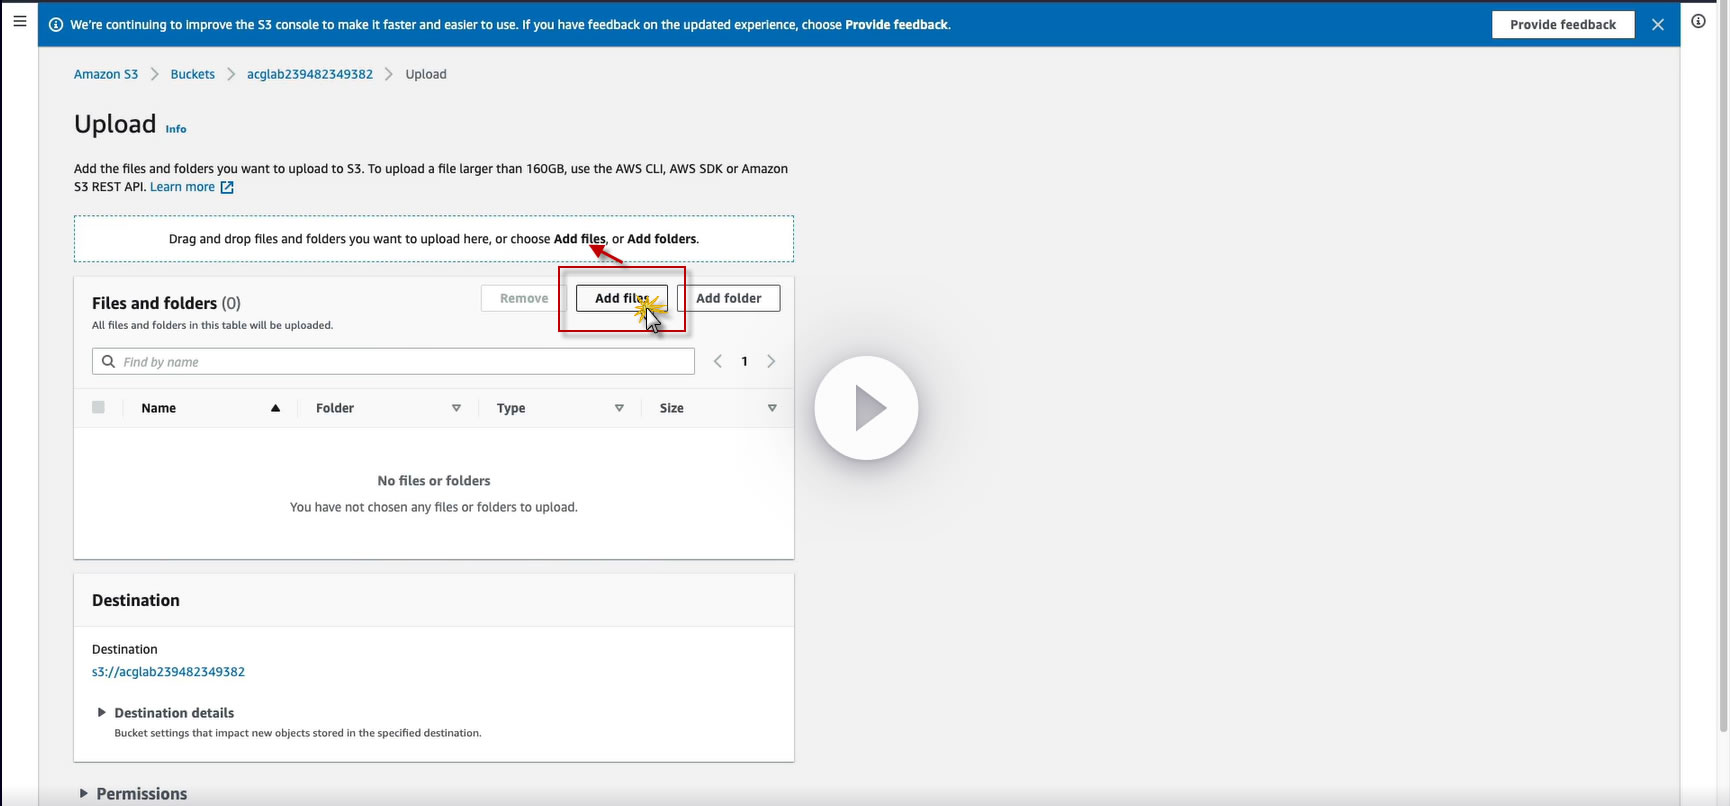 We're continuing to improve the S3 console to make it faster and easier to use. If you have feedback on the updated experience, choose Provide feedback.
Provide feedback
Amazon S3 > Buckets > acglab239482349382 > Upload
Upload Info
Add the files and folders you want to upload to S3. To upload a file larger than 160GB, use the AWS CLI, AWS SDK or Amazon
S3 REST API. Learn more
Drag and drop files and folders you want to upload here, or choose Add files, or Add folders.
Files and folders (0)
All files and folders in this table will be uploaded.
Remove
Add files
Add folder
Find by name
1
Name
Folder
Type
Size
No files or folders
You have not chosen any files or folders to upload.
Destination
Destination
s3://acglab239482349382
Destination details
Bucket settings that impact new objects stored in the specified destination.
Permissions